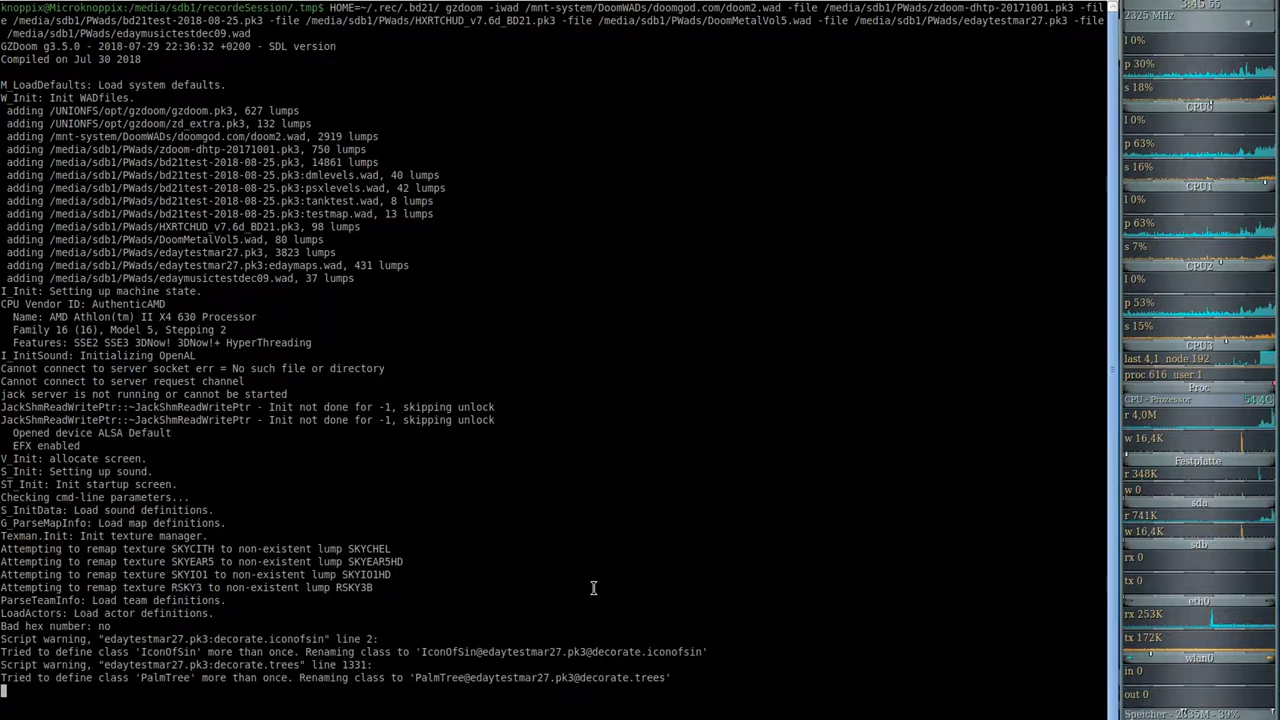 knoppix@Microknoppix:/media/sdb1/recordeSession/.tmp$ HOME=~/.rec/.bd21/ gzdoom -iwad /mnt-system/DoomWADs/doomgod.com/doom2.wad -file /media/sdb1/PWads/zdoom-dhtp-20171001.pk3 -fil
e /media/sdb1/PWads/bd21test-2018-08-25.pk3 -file /media/sdb1/PWads/HXRTCHUD_v7.6d_BD21.pk3 -file /media/sdb1/PWads/DoomMetalVol5.wad -file /media/sdb1/PWads/edaytestmar27.pk3 -file
 /media/sdb1/PWads/edaymusictestdec09.wad
GZDoom g3.5.0 - 2018-07-29 22:36:32 +0200 - SDL version
Compiled on Jul 30 2018
M_LoadDefaults: Load system defaults.
W_Init: Init WADfiles.
 adding /UNIONFS/opt/gzdoom/gzdoom.pk3, 627 lumps
 adding /UNIONFS/opt/gzdoom/zd_extra.pk3, 132 lumps
 adding /mnt-system/DoomWADs/doomgod.com/doom2.wad, 2919 lumps
 adding /media/sdb1/PWads/zdoom-dhtp-20171001.pk3, 750 lumps
 adding /media/sdb1/PWads/bd21test-2018-08-25.pk3, 14861 lumps
 adding /media/sdb1/PWads/bd21test-2018-08-25.pk3:dmlevels.wad, 40 lumps
 adding /media/sdb1/PWads/bd21test-2018-08-25.pk3:psxlevels.wad, 42 lumps
 adding /media/sdb1/PWads/bd21test-2018-08-25.pk3:tanktest.wad, 8 lumps
 adding /media/sdb1/PWads/bd21test-2018-08-25.pk3:testmap.wad, 13 lumps
 adding /media/sdb1/PWads/HXRTCHUD_v7.6d_BD21.pk3, 98 lumps
 adding /media/sdb1/PWads/DoomMetalVol5.wad, 80 lumps
 adding /media/sdb1/PWads/edaytestmar27.pk3, 3823 lumps
 adding /media/sdb1/PWads/edaytestmar27.pk3:edaymaps.wad, 431 lumps
 adding /media/sdb1/PWads/edaymusictestdec09.wad, 37 lumps
I_Init: Setting up machine state.
CPU Vendor ID: AuthenticAMD
  Name: AMD Athlon(tm) II X4 630 Processor
  Family 16 (16), Model 5, Stepping 2
  Features: SSE2 SSE3 3DNow! 3DNow!+ HyperThreading
I_InitSound: Initializing OpenAL
Cannot connect to server socket err = No such file or directory
Cannot connect to server request channel
jack server is not running or cannot be started
JackShmReadWritePtr::~JackShmReadWritePtr - Init not done for -1, skipping unlock
JackShmReadWritePtr::~JackShmReadWritePtr - Init not done for -1, skipping unlock
  Opened device ALSA Default
  EFX enabled
V_Init: allocate screen.
S_Init: Setting up sound.
ST_Init: Init startup screen.
Checking cmd-line parameters...
S_InitData: Load sound definitions.
G_ParseMapInfo: Load map definitions.
Texman.Init: Init texture manager.
Attempting to remap texture SKYCITH to non-existent lump SKYCHEL
Attempting to remap texture SKYEAR5 to non-existent lump SKYEAR5HD
Attempting to remap texture SKYIO1 to non-existent lump SKYIO1HD
Attempting to remap texture RSKY3 to non-existent lump RSKY3B
ParseTeamInfo: Load team definitions.
LoadActors: Load actor definitions.
Bad hex number: no
Script warning, "edaytestmar27.pk3:decorate.iconofsin" line 2:
Tried to define class 'IconOfSin' more than once. Renaming class to 'IconOfSin@edaytestmar27.pk3@decorate.iconofsin'
Script warning, "edaytestmar27.pk3:decorate.trees" line 1331:
Tried to define class 'PalmTree' more than once. Renaming class to 'PalmTree@edaytestmar27.pk3@decorate.trees'
3:45 55
2325 MHz
l 0%
p 30%
s 18%
CPU0
l 0%
p 63%
s 16%
CPU1
l 0%
p 63%
s 7%
CPU2
l 0%
p 53%
s 15%
CPU3
last 4,1 node 192
proc 616 user 1
Proc
CPU - Prozessor 54,4C
r 4,0M
w 16,4K
Festplatte
r 348K
w 0
sda
r 741K
w 16,4K
sdb
rx 0
tx 0
eth0
rx 253K
tx 172K
wlan0
in 0
out 0